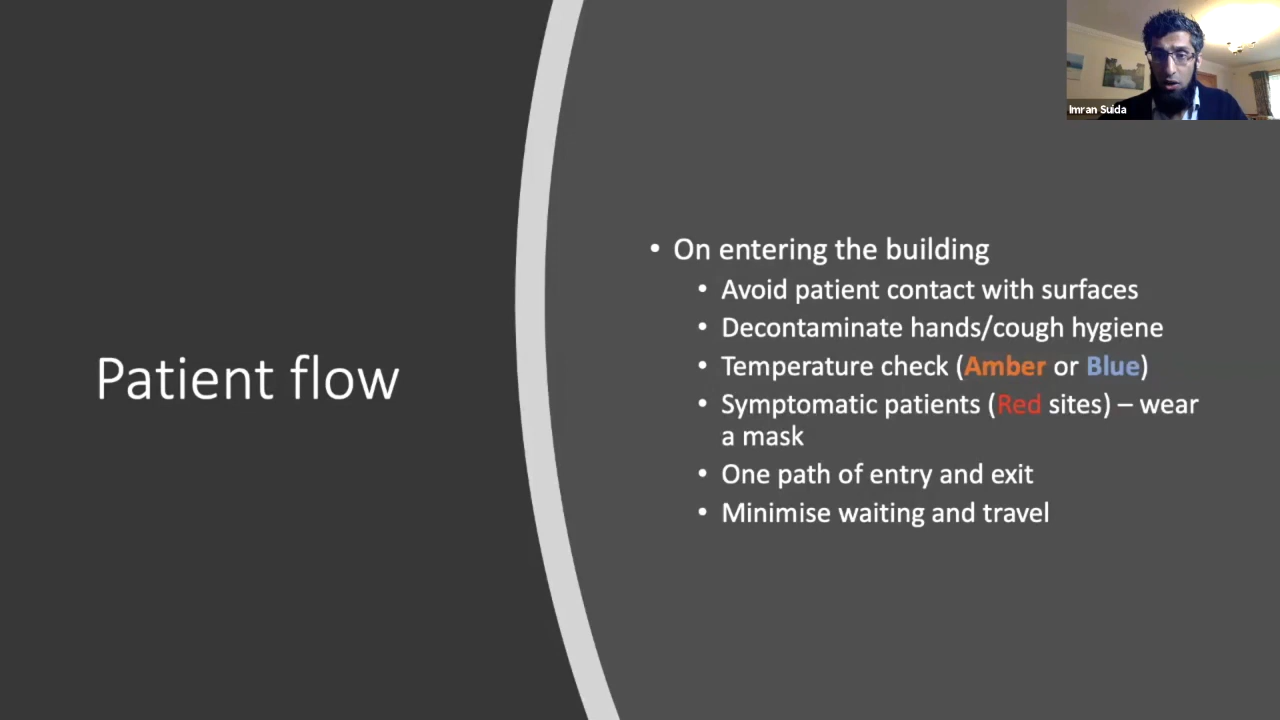 Imran Suida
Patient flow
• On entering the building
• Avoid patient contact with surfaces
• Decontaminate hands/cough hygiene
• Temperature check (Amber or Blue)
• Symptomatic patients (Red sites) – wear
a mask
• One path of entry and exit
• Minimise waiting and travel